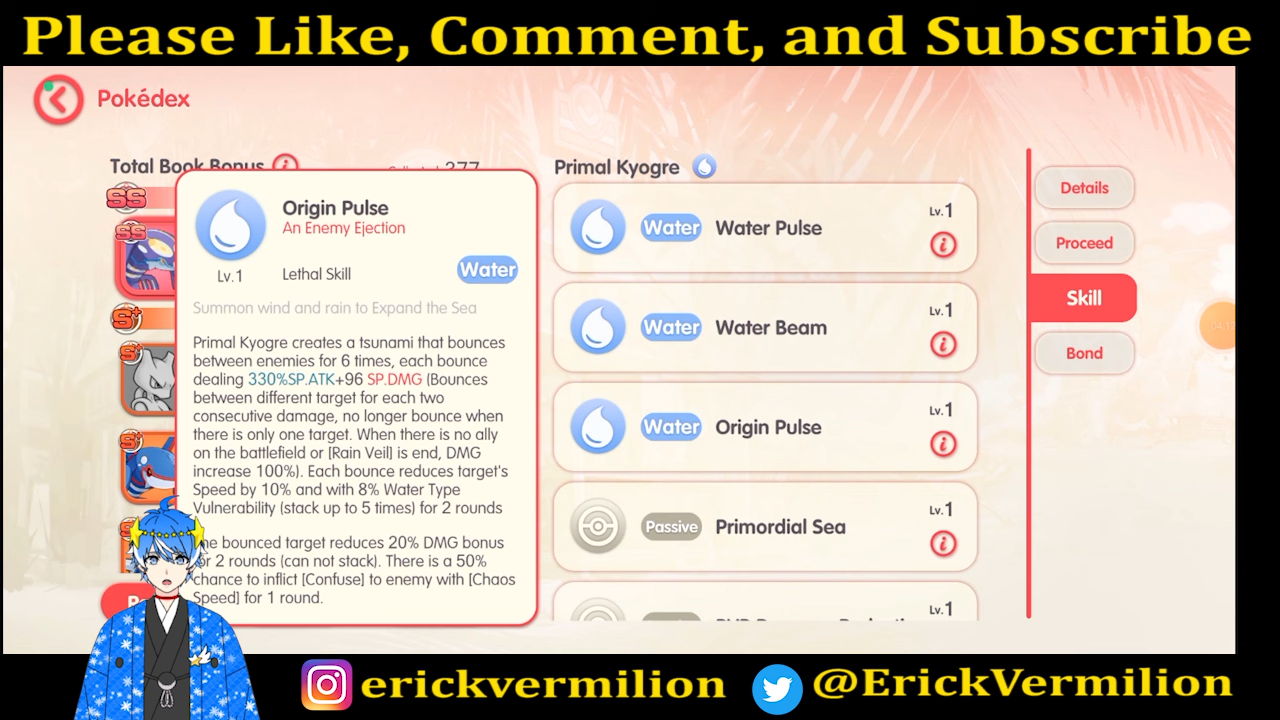 Please Like, Comment, and Subscribe
Pokédex
Total Book Bonus
377
SS
SS
S+
S+
S+
Origin Pulse
An Enemy Ejection
Lv.1
Lethal Skill
Water
Summon wind and rain to Expand the Sea
Primal Kyogre creates a tsunami that bounces
between enemies for 6 times, each bounce
dealing 330%SP.ATK+96 SP.DMG (Bounces
between different target for each two
consecutive damage, no longer bounce when
there is only one target. When there is no ally
on the battlefield or [Rain Veil] is end, DMG
increase 100%). Each bounce reduces target's
Speed by 10% and with 8% Water Type
Vulnerability (stack up to 5 times) for 2 rounds
bounced target reduces 20% DMG bonus
2 rounds (can not stack). There is a 50%
chance to inflict [Confuse] to enemy with [Chaos
Speed] for 1 round.
Primal Kyogre
Water Water Pulse Lv.1
Water Water Beam Lv.1
Water Origin Pulse Lv.1
Passive Primordial Sea Lv.1
Lv.1
Details
Proceed
Skill
Bond
erickvermilion
@ErickVermilion